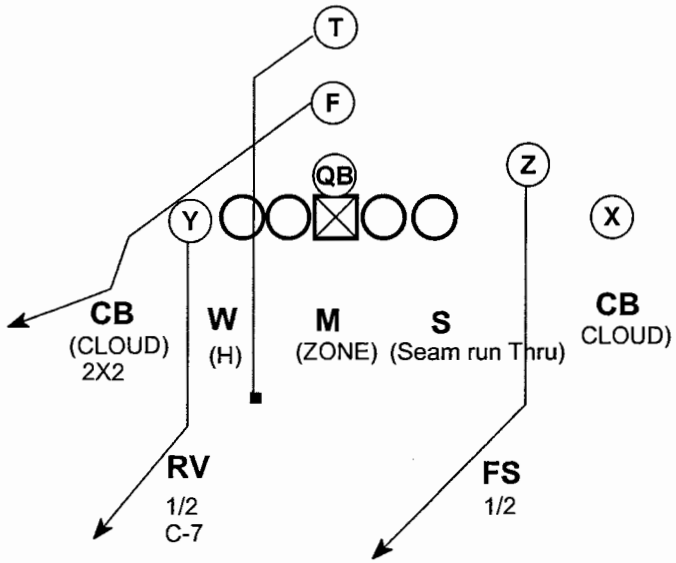 T
F
QB
Z
Y
X
CB
(CLOUD)
2X2
W
(H)
M
(ZONE)
S
(Seam run Thru)
CB
CLOUD)
RV
1/2
C-7
FS
1/2